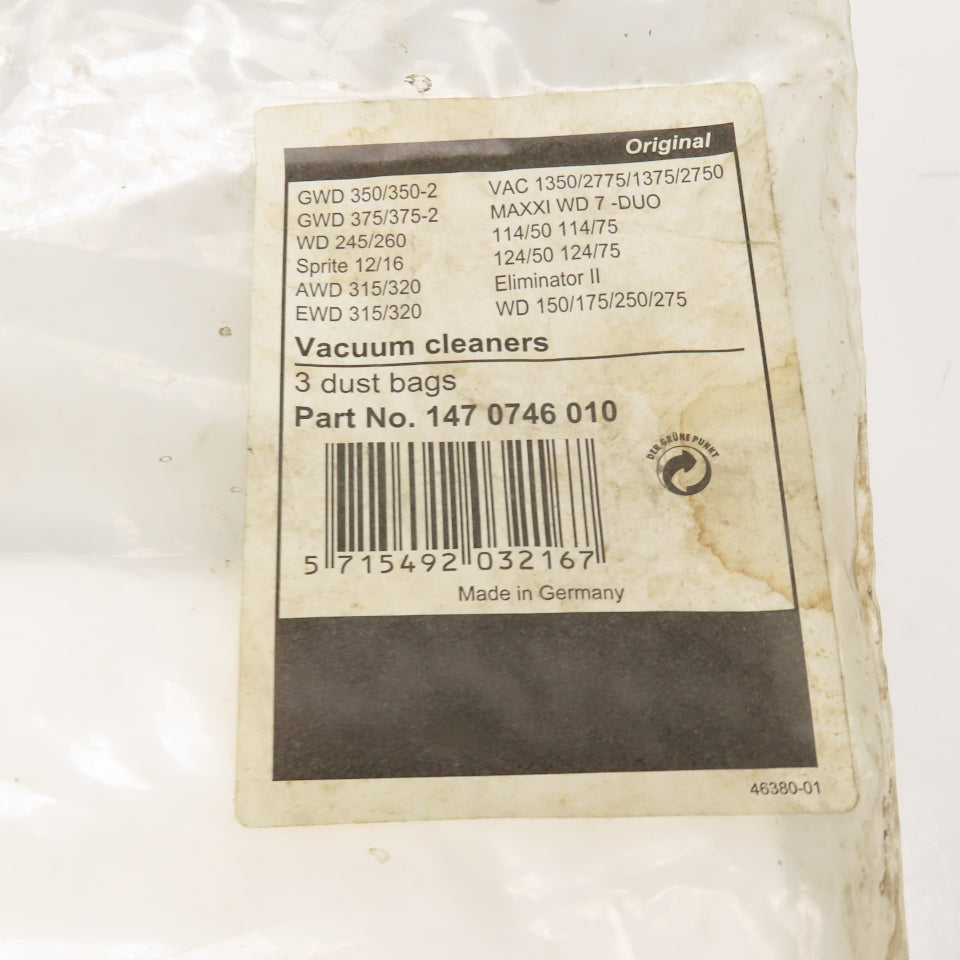 Original
GWD 350/350-2
GWD 375/375-2
WD 245/260
Sprite 12/16
AWD 315/320
EWD 315/320
VAC 1350/2775/1375/2750
MAXXI WD 7 -DUO
114/50 114/75
124/50 124/75
Eliminator II
WD 150/175/250/275
Vacuum cleaners
3 dust bags
Part No. 147 0746 010
DER GRÜNE PUNKT
5 715492 032167
Made in Germany
46380-01